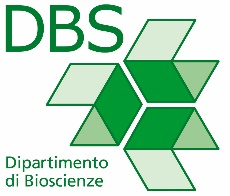 DBS
Dipartimento
di Bioscienze